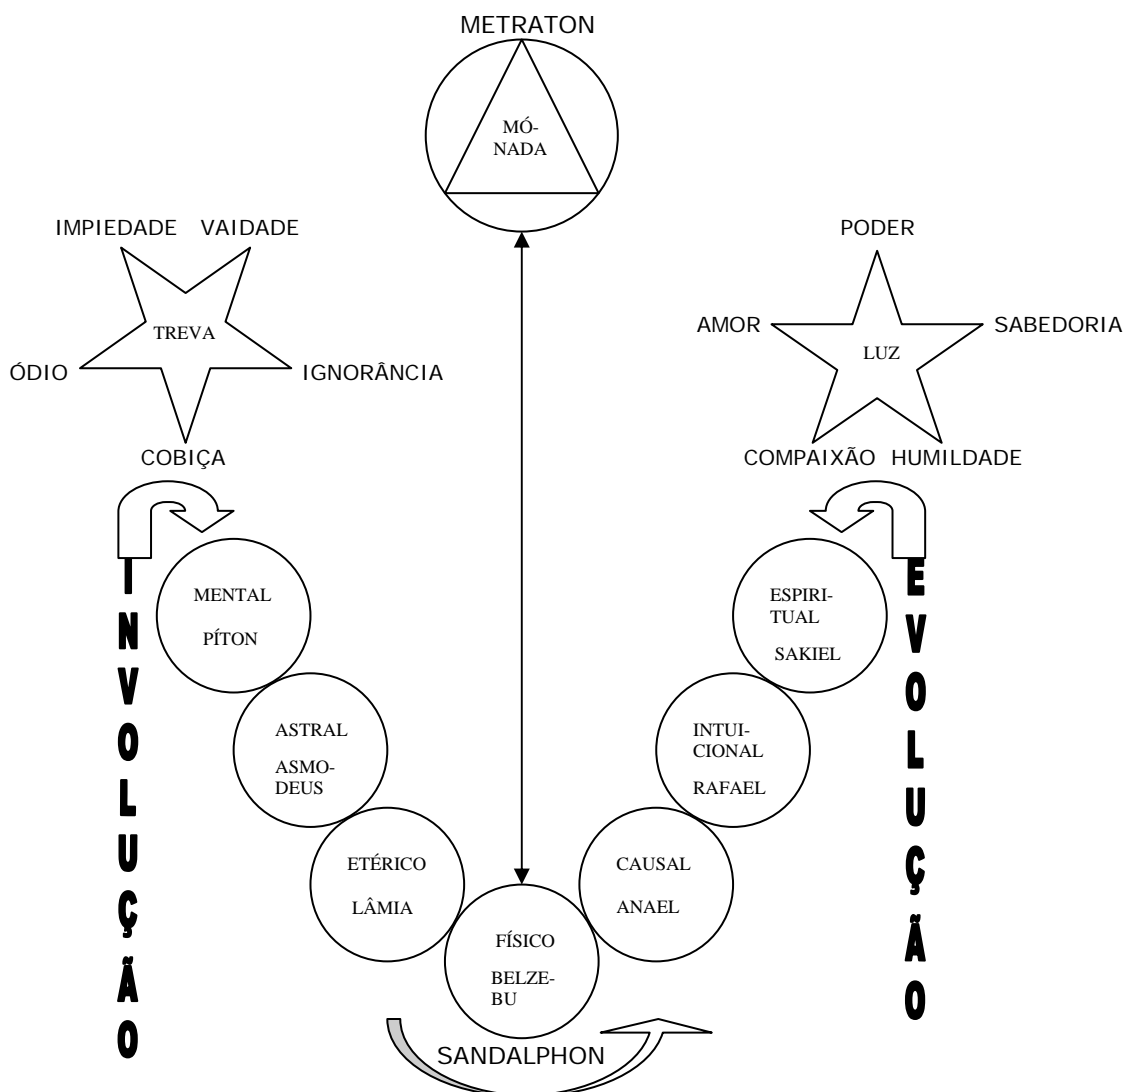 METRATON
MÓ-
NADA
IMPIEDADE VAIDADE
TREVA
ÓDIO
IGNORÂNCIA
COBIÇA
PODER
AMOR
SABEDORIA
LUZ
COMPAIXÃO HUMILDADE
INVOLUÇÃO
MENTAL
PÍTON
ASTRAL
ASMO-
DEUS
ETÉRICO
LÂMIA
FÍSICO
BELZE-
BU
SANDALPHON
CAUSAL
ANAEL
INTUI-
CIONAL
RAFAEL
ESPIRI-
TUAL
SAKIEL
EVOLUÇÃO